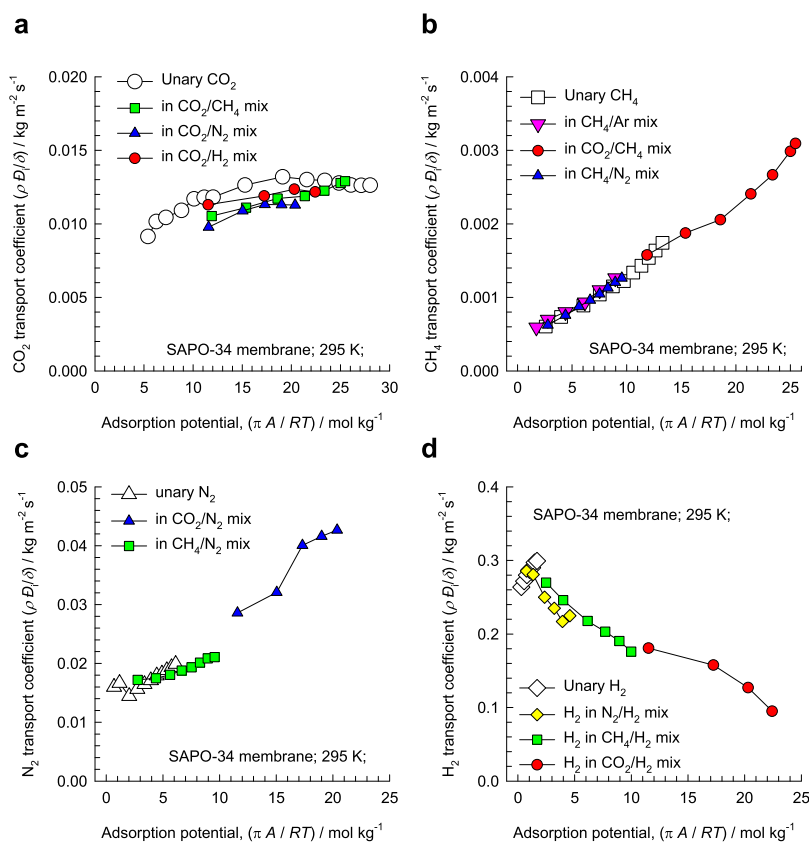 a
CO2 transport coefficient (ρ Đi/δ) / kg m-2 s-1
0.020
0.015
0.010
0.005
0.000
Unary CO2
in CO2/CH4 mix
in CO2/N2 mix
in CO2/H2 mix
SAPO-34 membrane; 295 K;
0 5 10 15 20 25 30
Adsorption potential, (π A / RT) / mol kg-1
b
CH4 transport coefficient (ρ Đi/δ) / kg m-2 s-1
0.004
0.003
0.002
0.001
0.000
Unary CH4
in CH4/Ar mix
in CO2/CH4 mix
in CH4/N2 mix
SAPO-34 membrane; 295 K;
0 5 10 15 20 25
Adsorption potential, (π A / RT) / mol kg-1
c
N2 transport coefficient (ρ Đi/δ) / kg m-2 s-1
0.05
0.04
0.03
0.02
0.01
0.00
unary N2
in CO2/N2 mix
in CH4/N2 mix
SAPO-34 membrane; 295 K;
0 5 10 15 20 25
Adsorption potential, (π A / RT) / mol kg-1
d
H2 transport coefficient (ρ Đi/δ) / kg m-2 s-1
0.4
0.3
0.2
0.1
0.0
SAPO-34 membrane; 295 K;
Unary H2
H2 in N2/H2 mix
H2 in CH4/H2 mix
H2 in CO2/H2 mix
0 5 10 15 20 25
Adsorption potential, (π A / RT) / mol kg-1